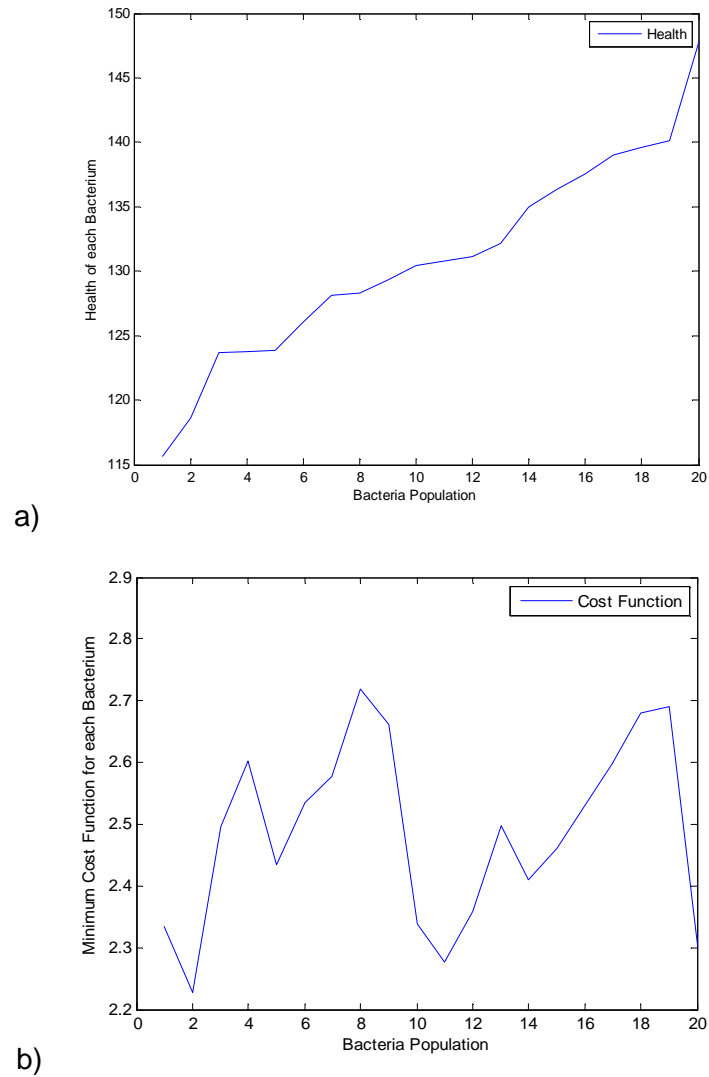 150
145
140
135
130
125
120
115
Health of each Bacterium
Health
0 2 4 6 8 10 12 14 16 18 20
Bacteria Population
a)
2.9
2.8
2.7
2.6
2.5
2.4
2.3
2.2
Minimum Cost Function for each Bacterium
Cost Function
0 2 4 6 8 10 12 14 16 18 20
Bacteria Population
b)